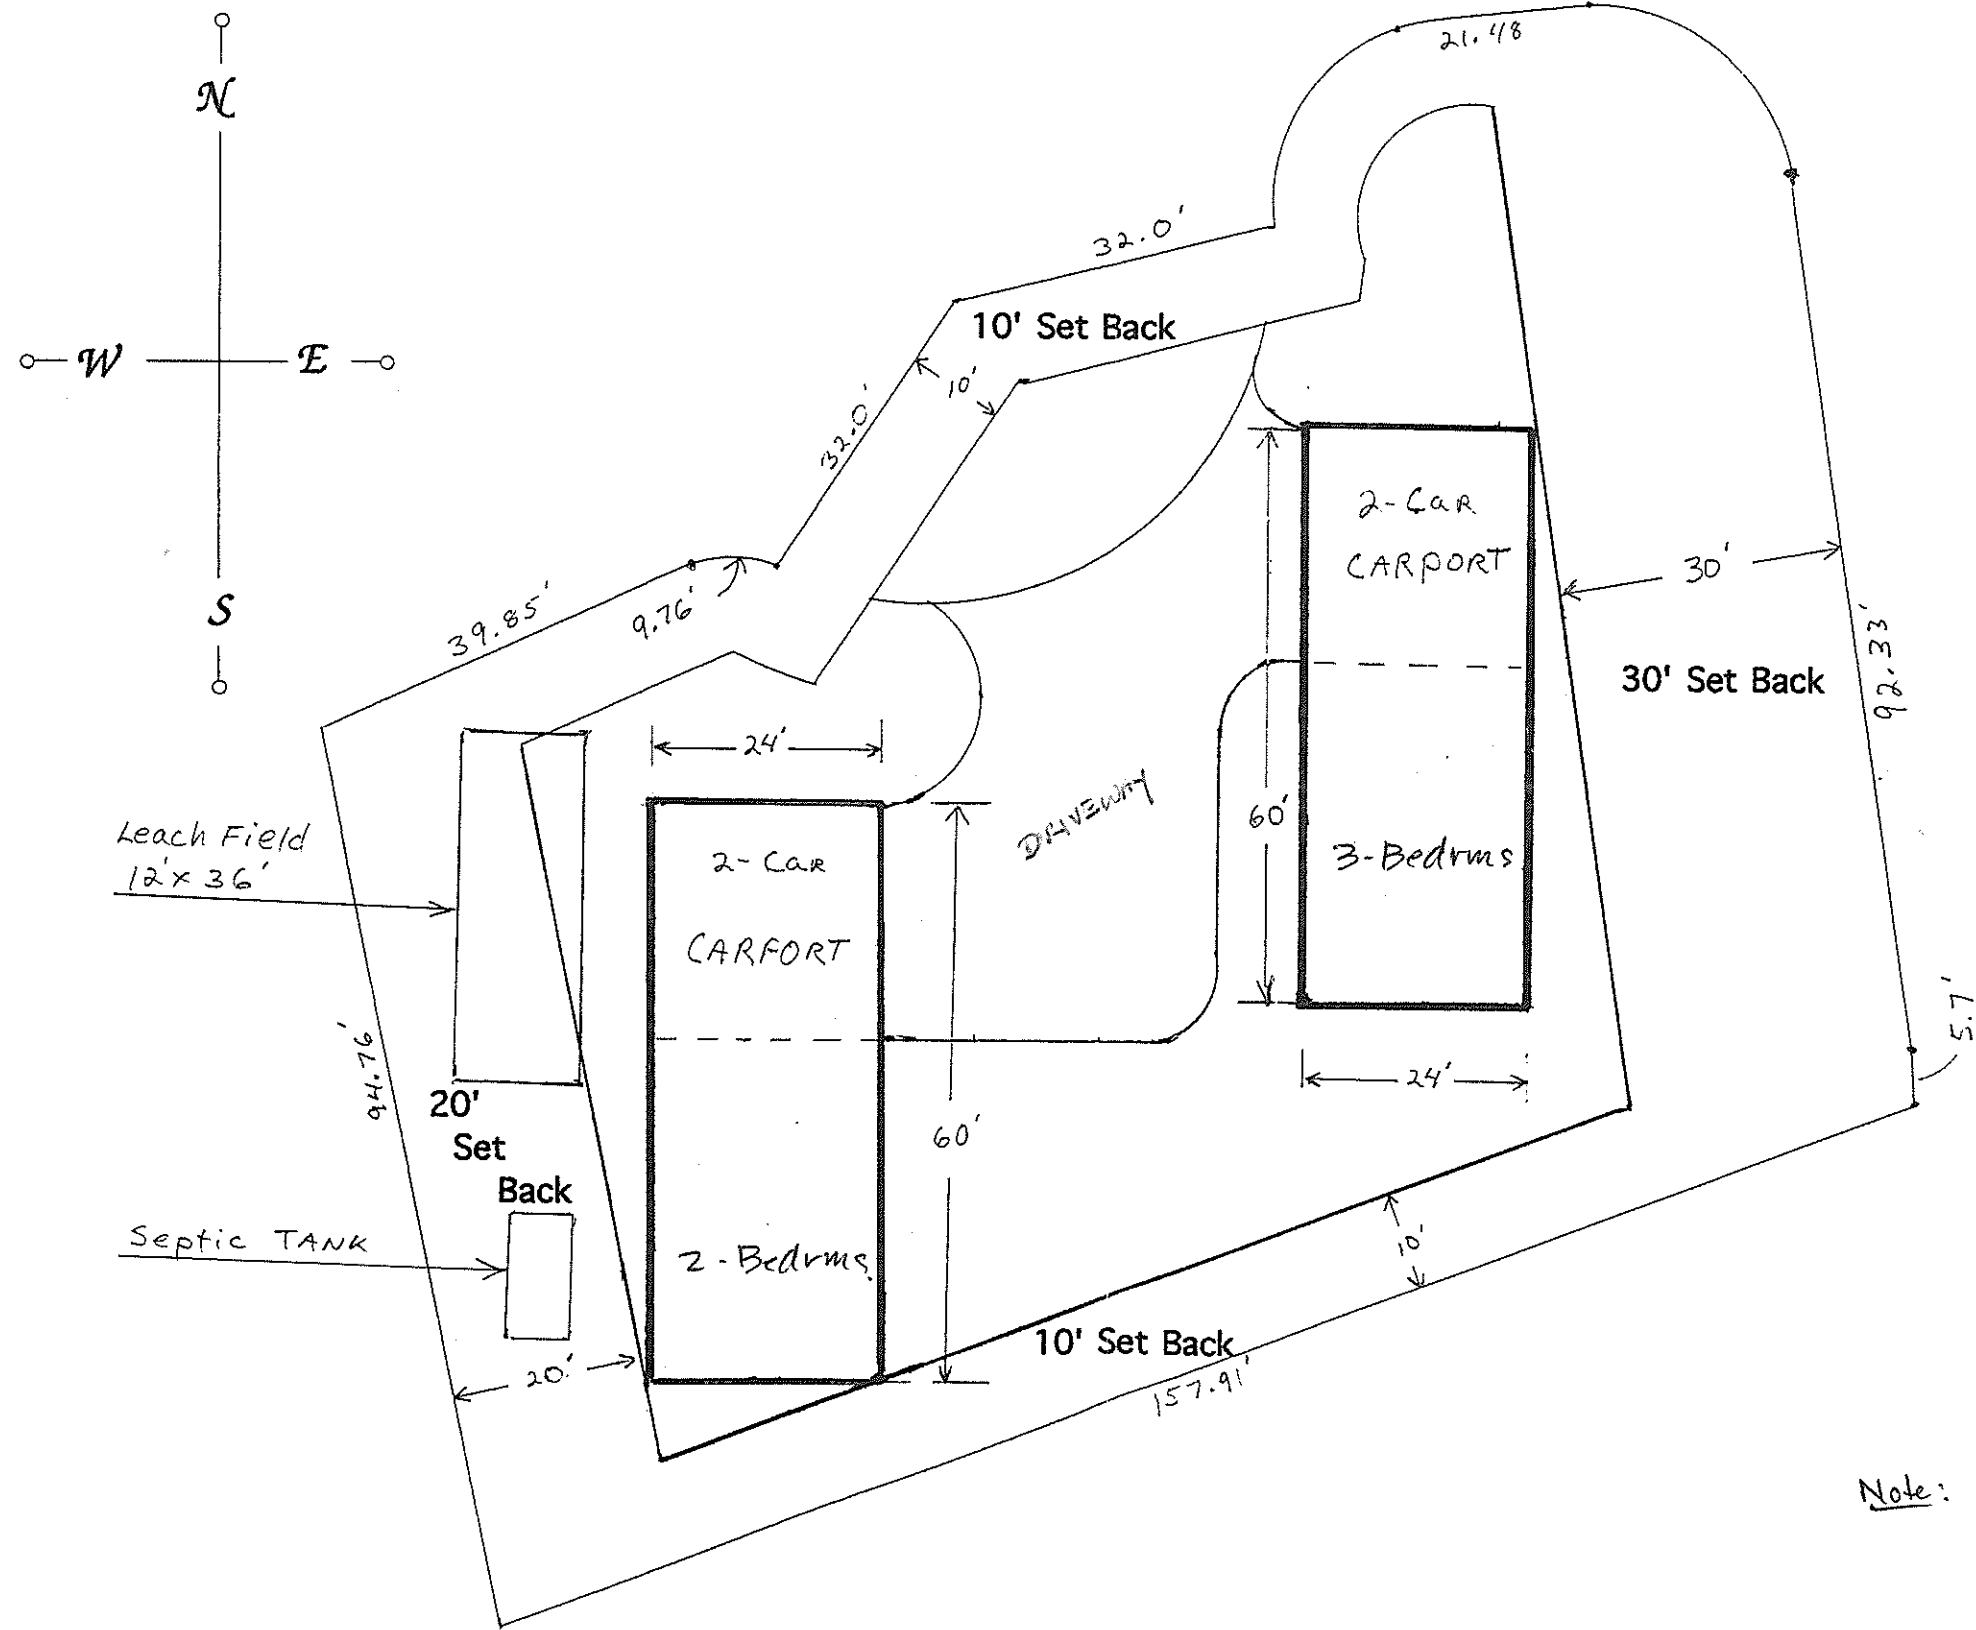 N
W
E
S
21.48
32.0'
10' Set Back
10'
32.0'
39.85'
9.76'
2-Car
CARPORT
30'
30' Set Back
92.33'
24'
DRIVEWAY
60'
3-Bedrms
Leach Field
12'x 36'
2-Car
CARFORT
5.7'
94.76'
20'
Set
Back
24'
60'
Septic TANK
2-Bedrms
10'
10' Set Back
20'
157.91'
Note: